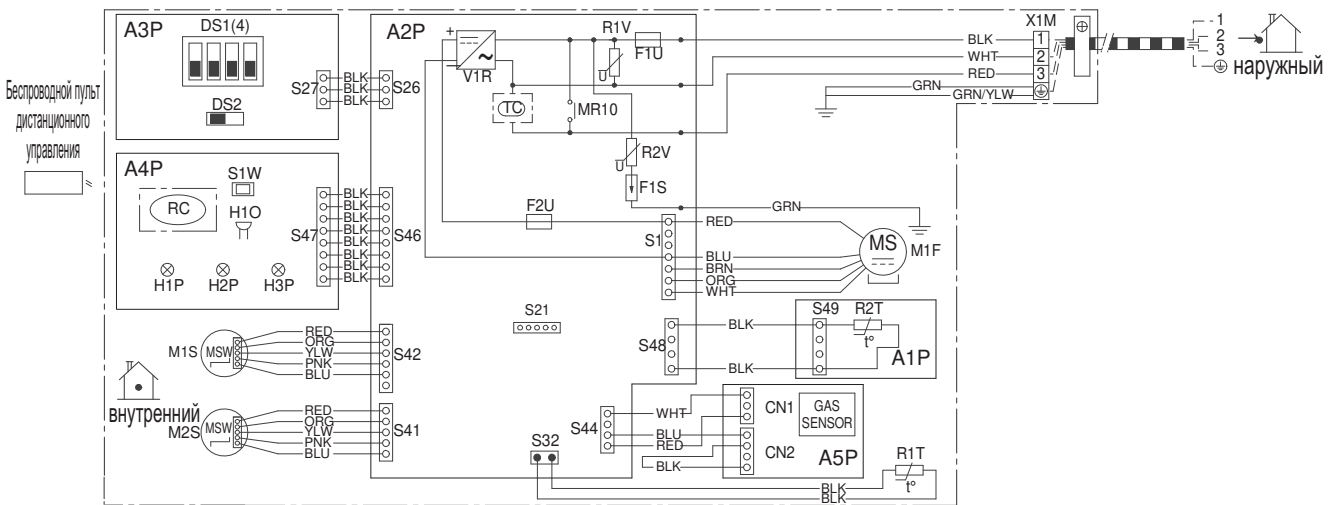 A3P
DS1(4)
DS2
S27
BLK
BLK
BLK
S26
Беспроводной пульт
дистанционного
управления
A4P
S1W
RC
H1O
H1P
H2P
H3P
S47
BLK
BLK
BLK
BLK
BLK
BLK
BLK
BLK
S46
A2P
+
-
V1R
TC
MR10
R1V
U
F1U
R2V
U
F1S
F2U
GRN
X1M
BLK
1
WHT
2
RED
3
GRN
GRN/YLW
1
2
3
наружный
S1
RED
BLU
BRN
ORG
WHT
MS
M1F
S21
S48
BLK
BLK
S49
R2T
t°
A1P
M1S
MSW
RED
ORG
YLW
PNK
BLU
S42
внутренний
M2S
MSW
RED
ORG
YLW
PNK
BLU
S41
S44
WHT
BLU
RED
BLK
CN1
CN2
GAS
SENSOR
A5P
S32
BLK
BLK
R1T
t°